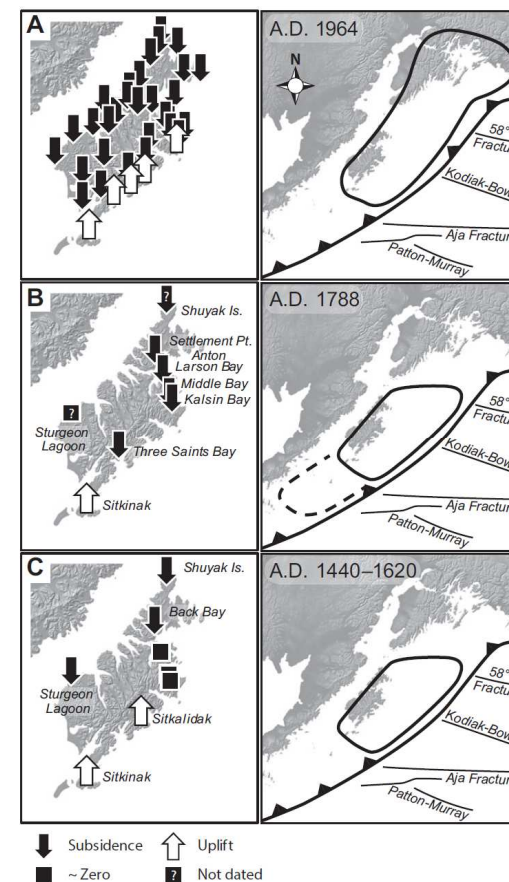 A
A.D. 1964
N
58°
Fractu
Kodiak-Bow
Aja Fractur
Patton-Murray
B
?
Shuyak Is.
Settlement Pt.
Anton
Larson Bay
Middle Bay
Kalsin Bay
?
Sturgeon
Lagoon
Three Saints Bay
Sitkinak
A.D. 1788
58°
Fractu
Kodiak-Bow
Aja Fractur
Patton-Murray
C
Shuyak Is.
Back Bay
Sturgeon
Lagoon
Sitkalidak
Sitkinak
A.D. 1440–1620
58°
Fractu
Kodiak-Bow
Aja Fractur
Patton-Murray
Subsidence
Uplift
~ Zero
? Not dated